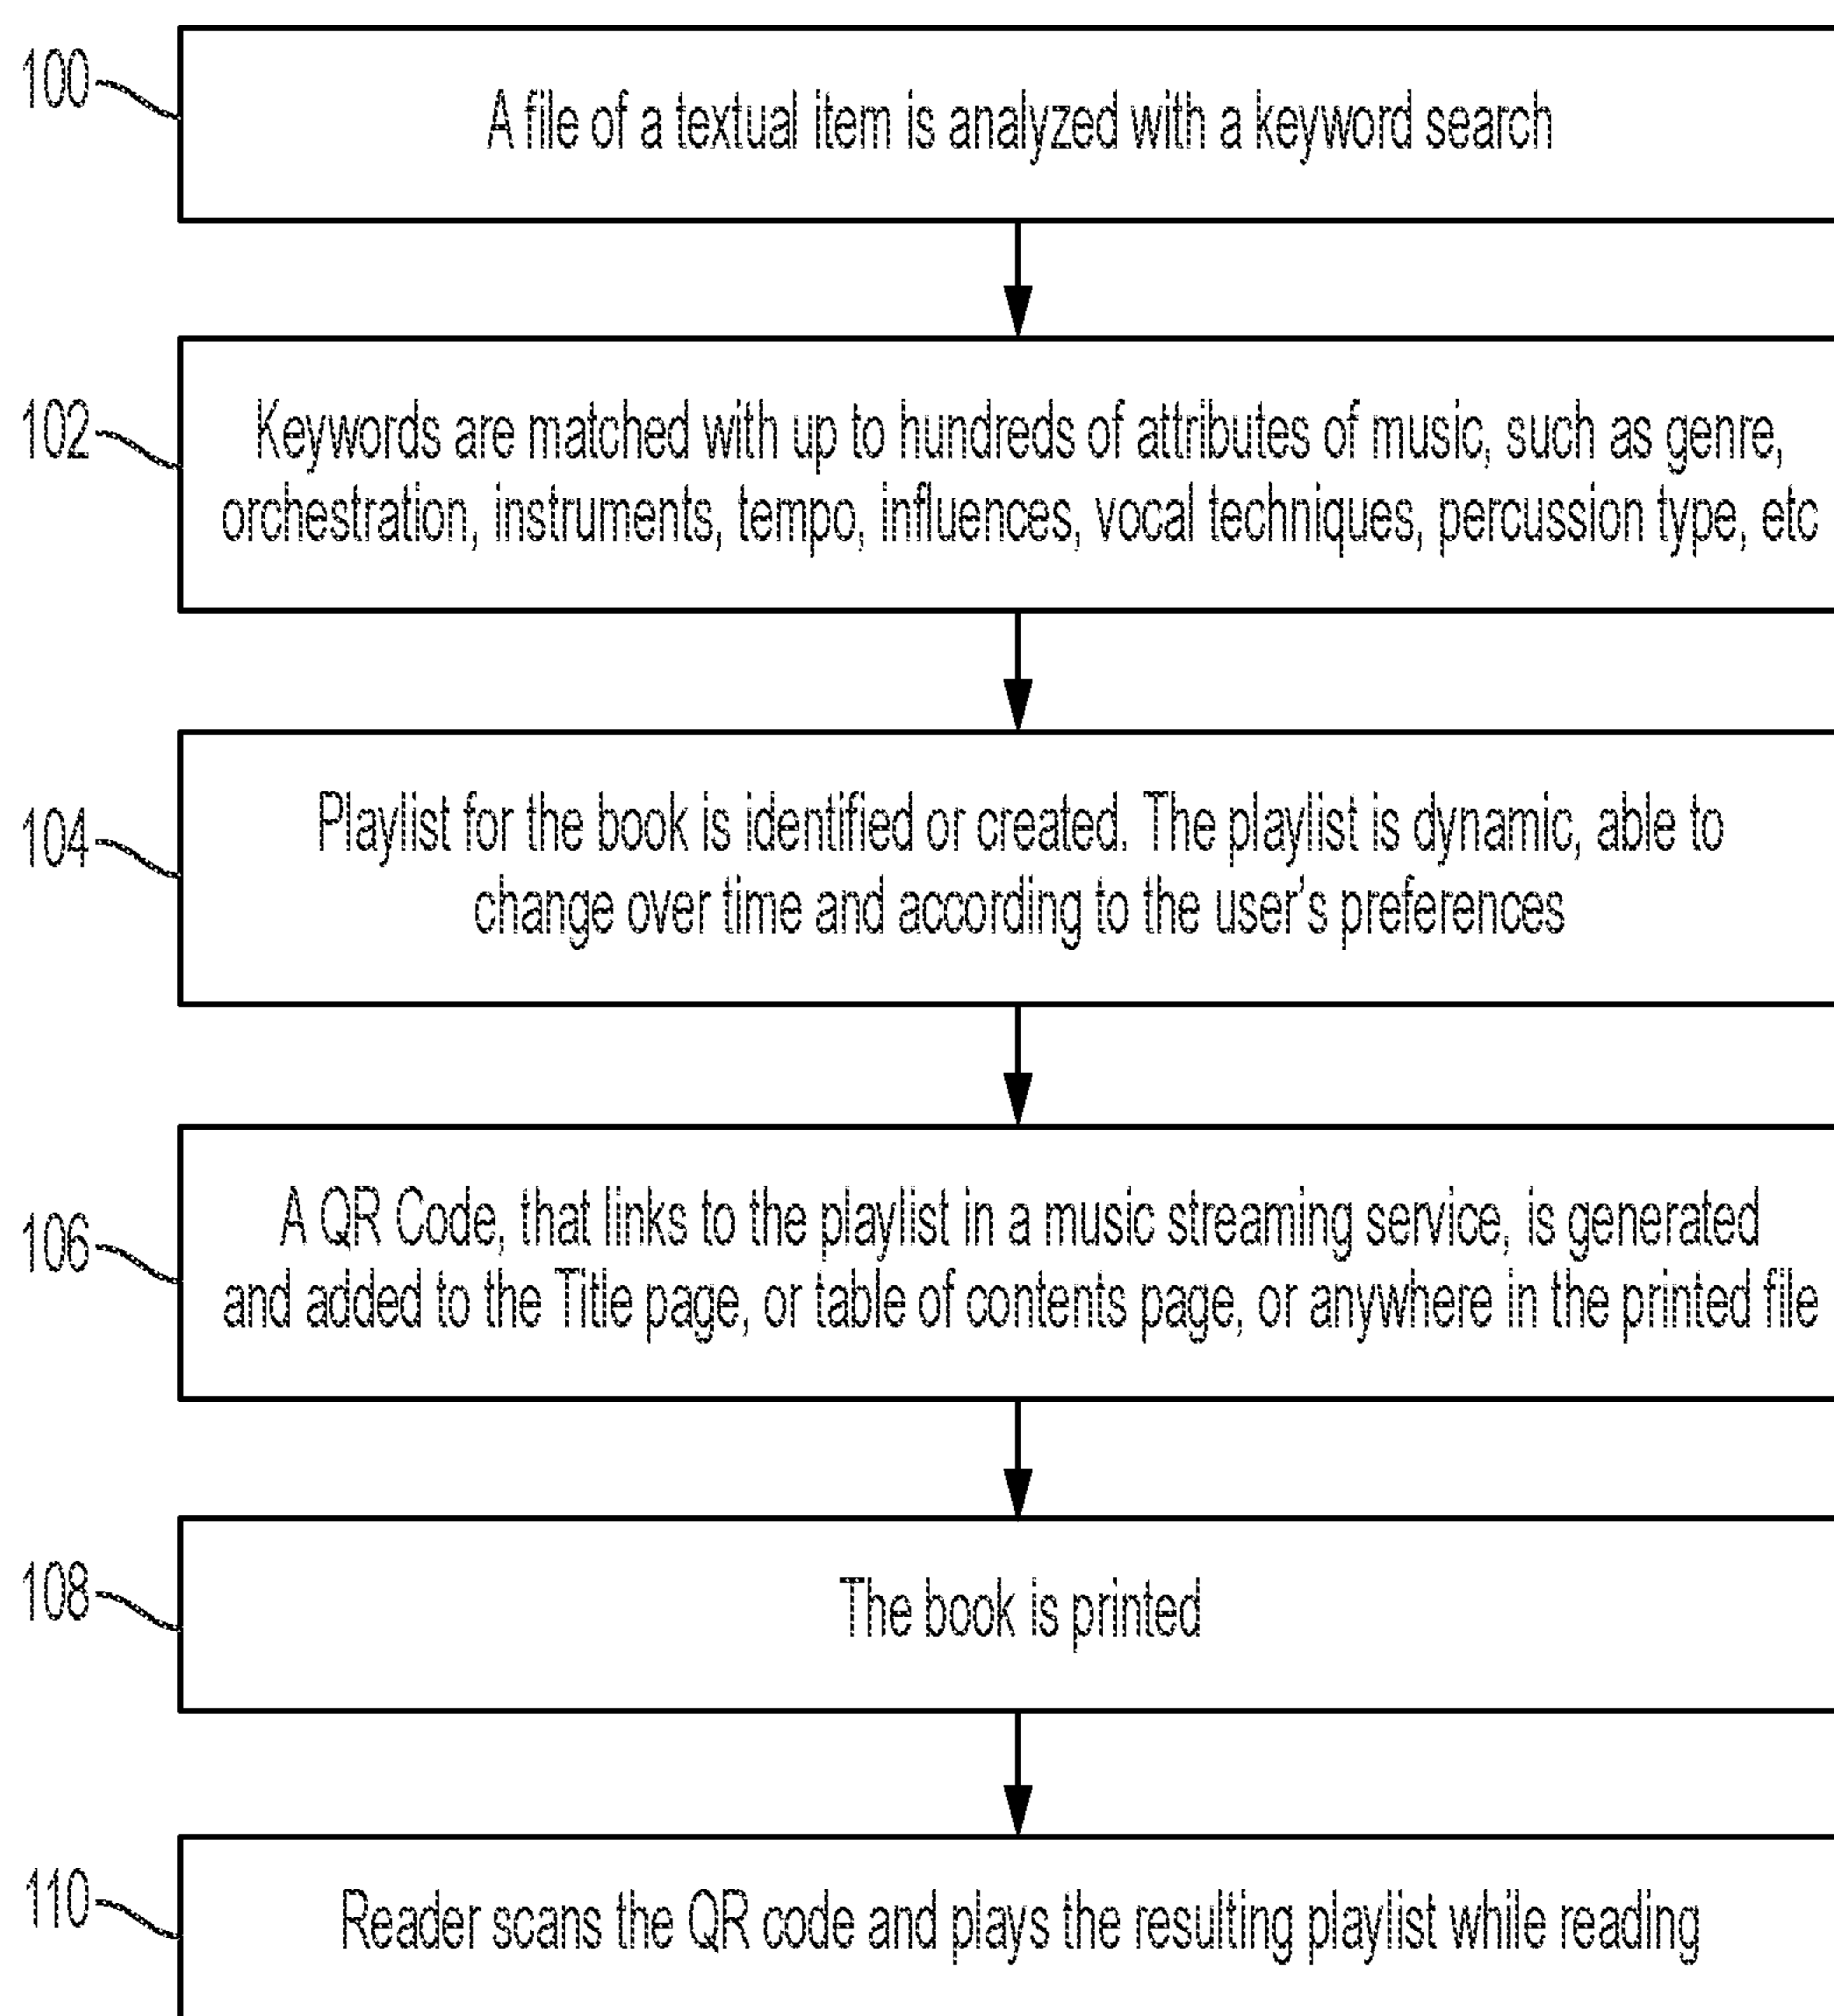 100
A file of a textual item is analyzed with a keyword search
102
Keywords are matched with up to hundreds of attributes of music, such as genre,
orchestration, instruments, tempo, influences, vocal techniques, percussion type, etc
104
Playlist for the book is identified or created. The playlist is dynamic, able to
change over time and according to the user's preferences
106
A QR Code, that links to the playlist in a music streaming service, is generated
and added to the Title page, or table of contents page, or anywhere in the printed file
108
The book is printed
110
Reader scans the QR code and plays the resulting playlist while reading